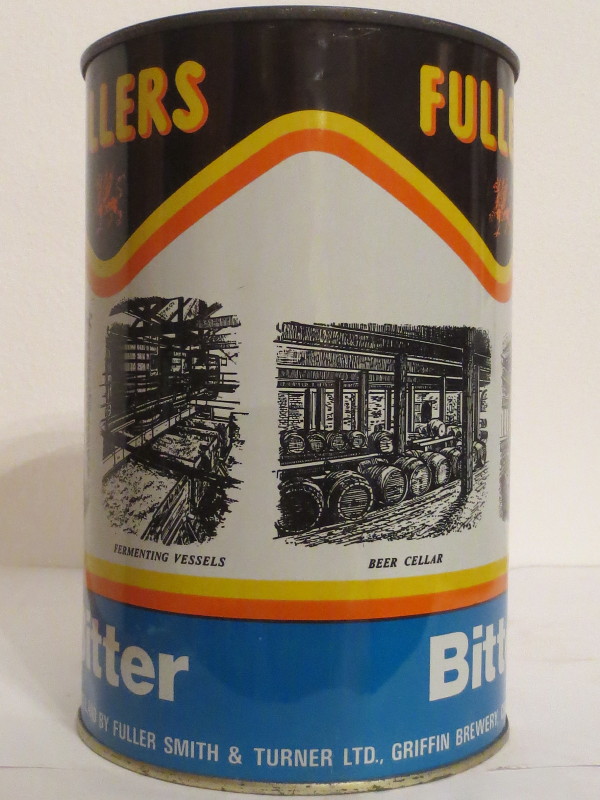 LLERS FULL
FERMENTING VESSELS
BEER CELLAR
itter Bitt
BY FULLER SMITH & TURNER LTD., GRIFFIN BREWERY,